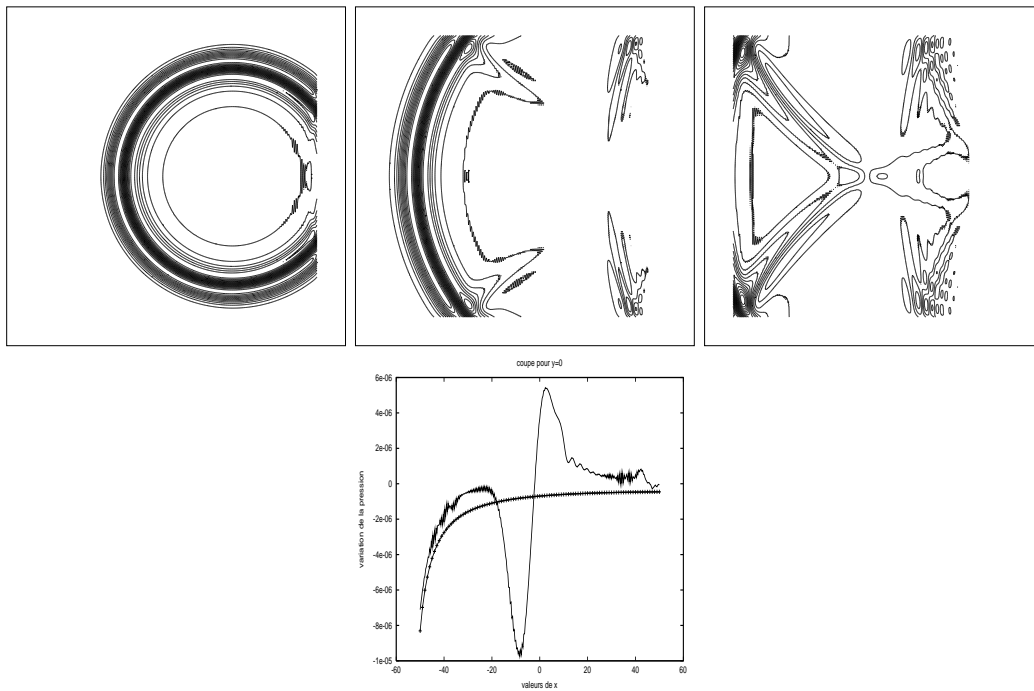 coupe pour y=0
6e-06
4e-06
2e-06
0
-2e-06
-4e-06
-6e-06
-8e-06
-1e-05
variation de la pression
-60 -40 -20 0 20 40 60
valeurs de x